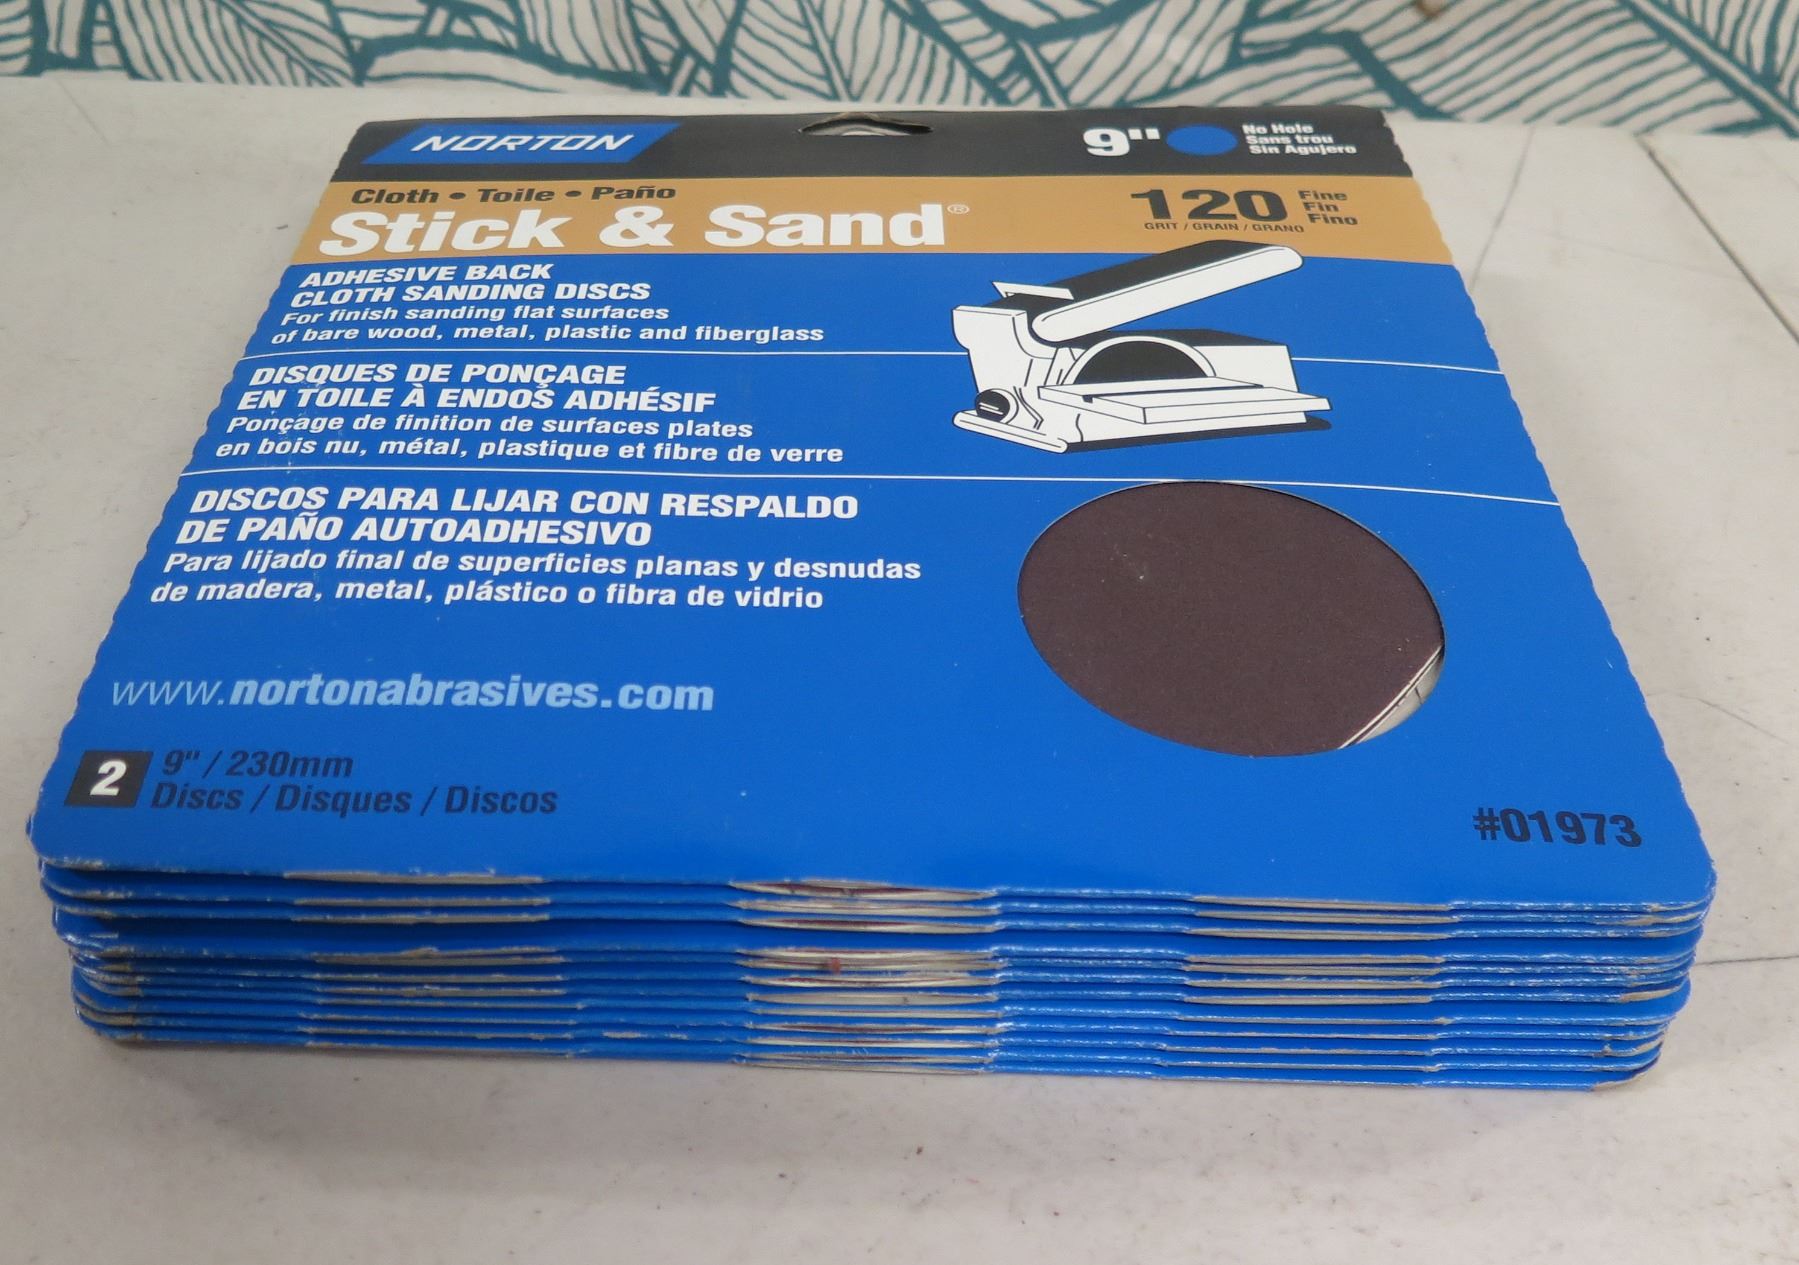 NORTON
9" No Hole
Sans trou
Sin Agujero
Cloth • Toile • Paño
Stick & Sand®
120 Fine
Fin
Fino
GRIT / GRAIN / GRANO
ADHESIVE BACK
CLOTH SANDING DISCS
For finish sanding flat surfaces
of bare wood, metal, plastic and fiberglass
DISQUES DE PONÇAGE
EN TOILE À ENDOS ADHÉSIF
Ponçage de finition de surfaces plates
en bois nu, métal, plastique et fibre de verre
DISCOS PARA LIJAR CON RESPALDO
DE PAÑO AUTOADHESIVO
Para lijado final de superficies planas y desnudas
de madera, metal, plástico o fibra de vidrio
www.nortonabrasives.com
2 9" / 230mm
Discs / Disques / Discos
#01973